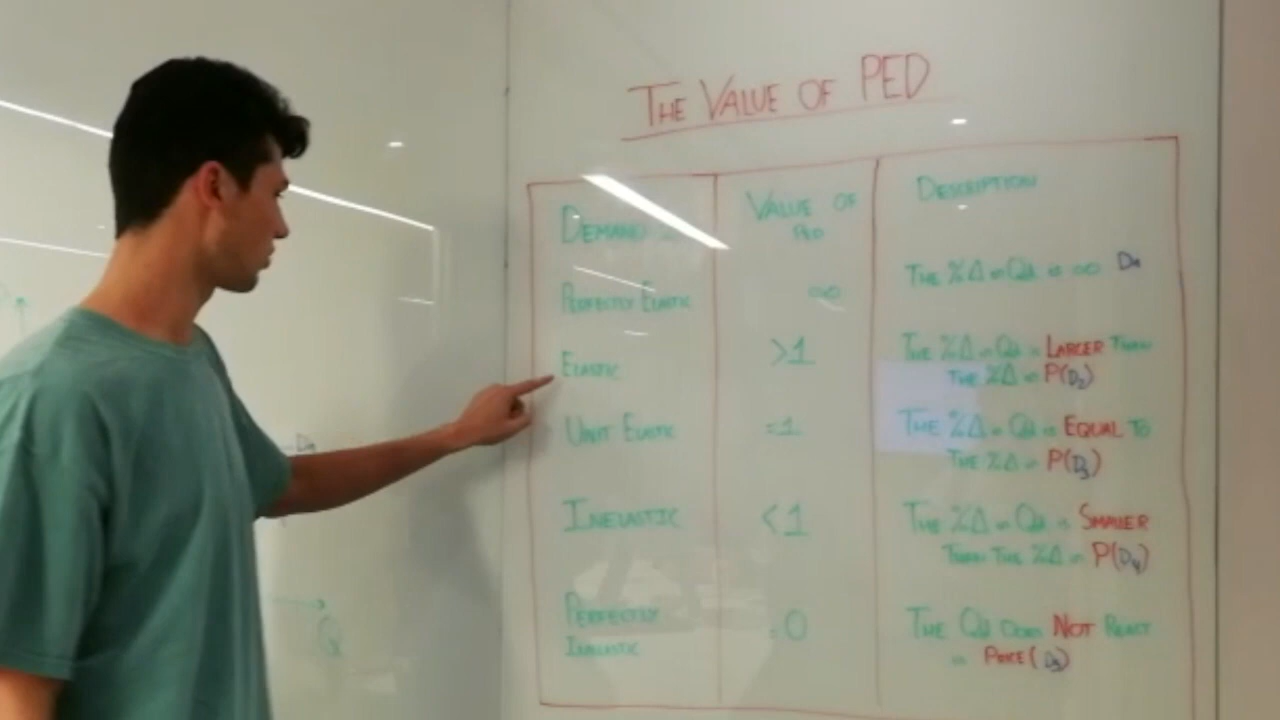 THE VALUE OF PED
DEMAND
VALUE OF
PED
DESCRIPTION
PERFECTLY ELASTIC
∞
THE %Δ in Qd is ∞ D1
ELASTIC
>1
THE %Δ in Qd is LARGER THAN
THE %Δ in P(D2)
UNIT ELASTIC
=1
THE %Δ in Qd is EQUAL TO
THE %Δ in P(D3)
INELASTIC
<1
THE %Δ in Qd is SMALLER
THAN THE %Δ in P(D4)
PERFECTLY
INELASTIC
=0
THE Qd DOES NOT REACT
PRICE(D5)
Q